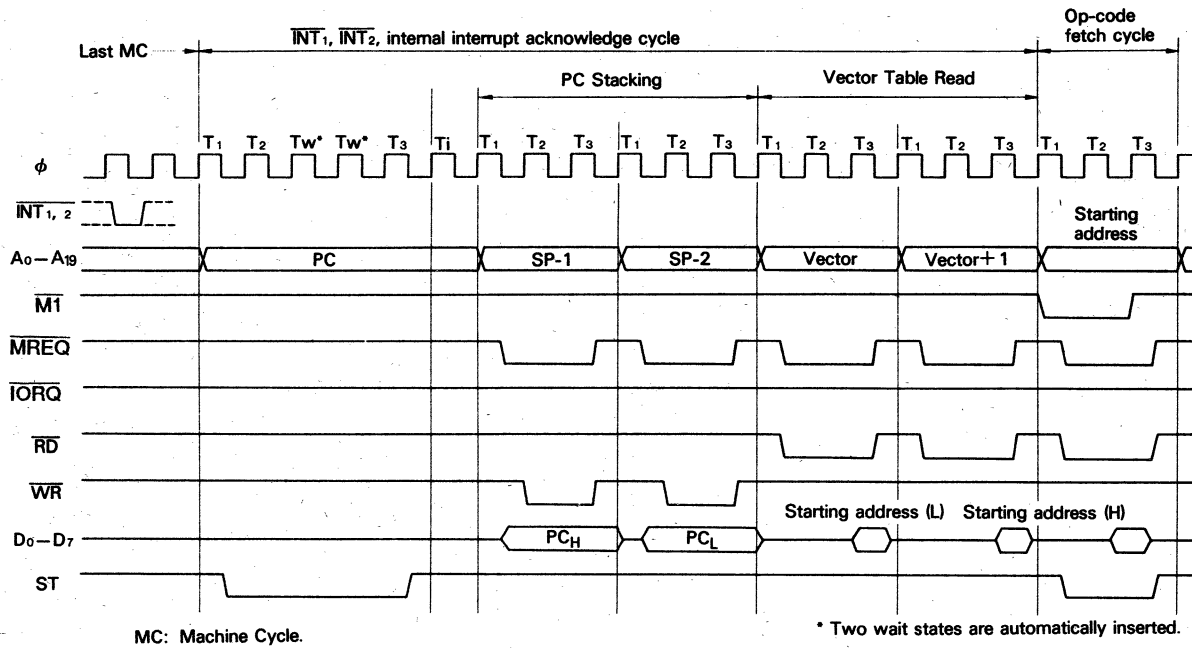 Last MC
INT1, INT2, internal interrupt acknowledge cycle
Op-code
fetch cycle
PC Stacking
Vector Table Read
T1 T2 Tw* Tw* T3 Ti T1 T2 T3 T1 T2 T3 T1 T2 T3 T1 T2 T3 T1 T2 T3
φ
INT1, 2
Starting
address
A0–A19 PC SP-1 SP-2 Vector Vector+1
M1
MREQ
IORQ
RD
WR
Starting address (L) Starting address (H)
D0–D7 PCH PCL
ST
MC: Machine Cycle.
* Two wait states are automatically inserted.